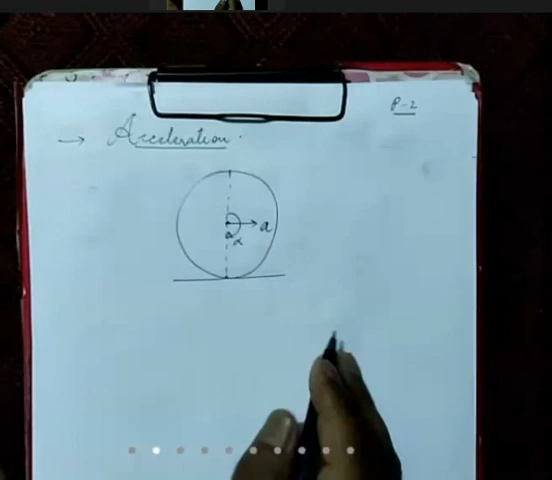 P-2
→ Acceleration.
a
α